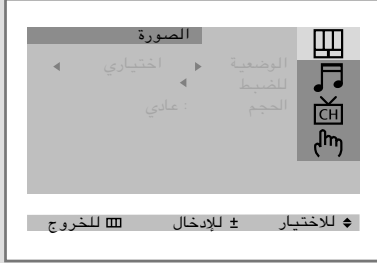 الصورة
الوضعية ◀ اختياري ▶
للضبط ◀
الحجم : عادي
CH
للاختيار ± للإدخال للخروج